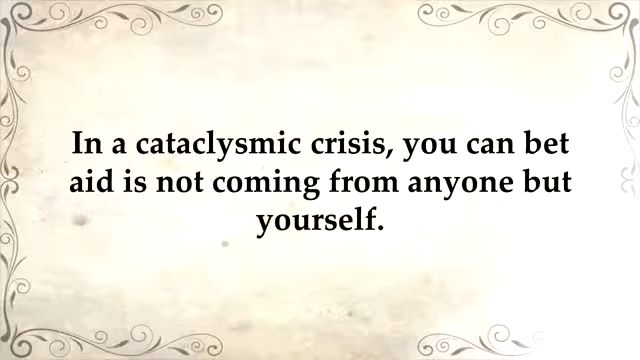 In a cataclysmic crisis, you can bet
aid is not coming from anyone but
yourself.